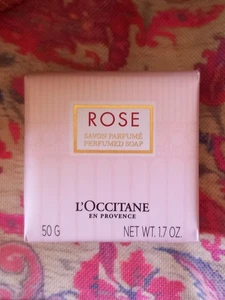 ROSE
SAVON PARFUMÉ
PERFUMED SOAP
L'OCCITANE
EN PROVENCE
50 G NET WT. 1.7 OZ.